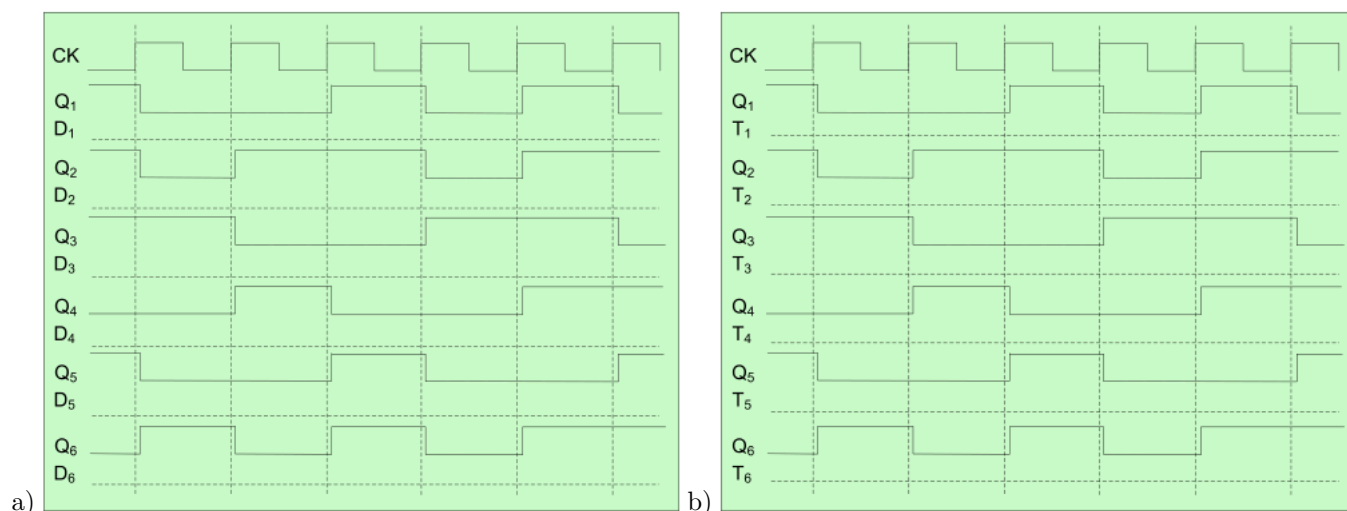 CK
Q₁
D₁
Q₂
D₂
Q₃
D₃
Q₄
D₄
Q₅
D₅
Q₆
D₆
a)
CK
Q₁
T₁
Q₂
T₂
Q₃
T₃
Q₄
T₄
Q₅
T₅
Q₆
T₆
b)